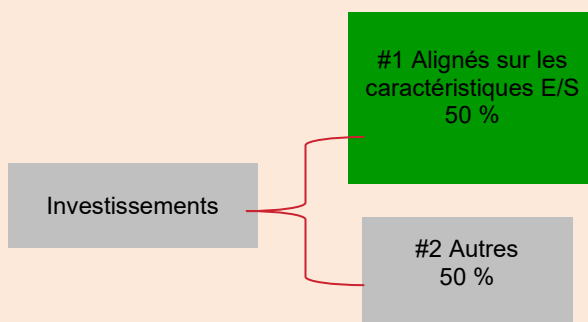 #1 Alignés sur les
caractéristiques E/S
50 %
Investissements
#2 Autres
50 %